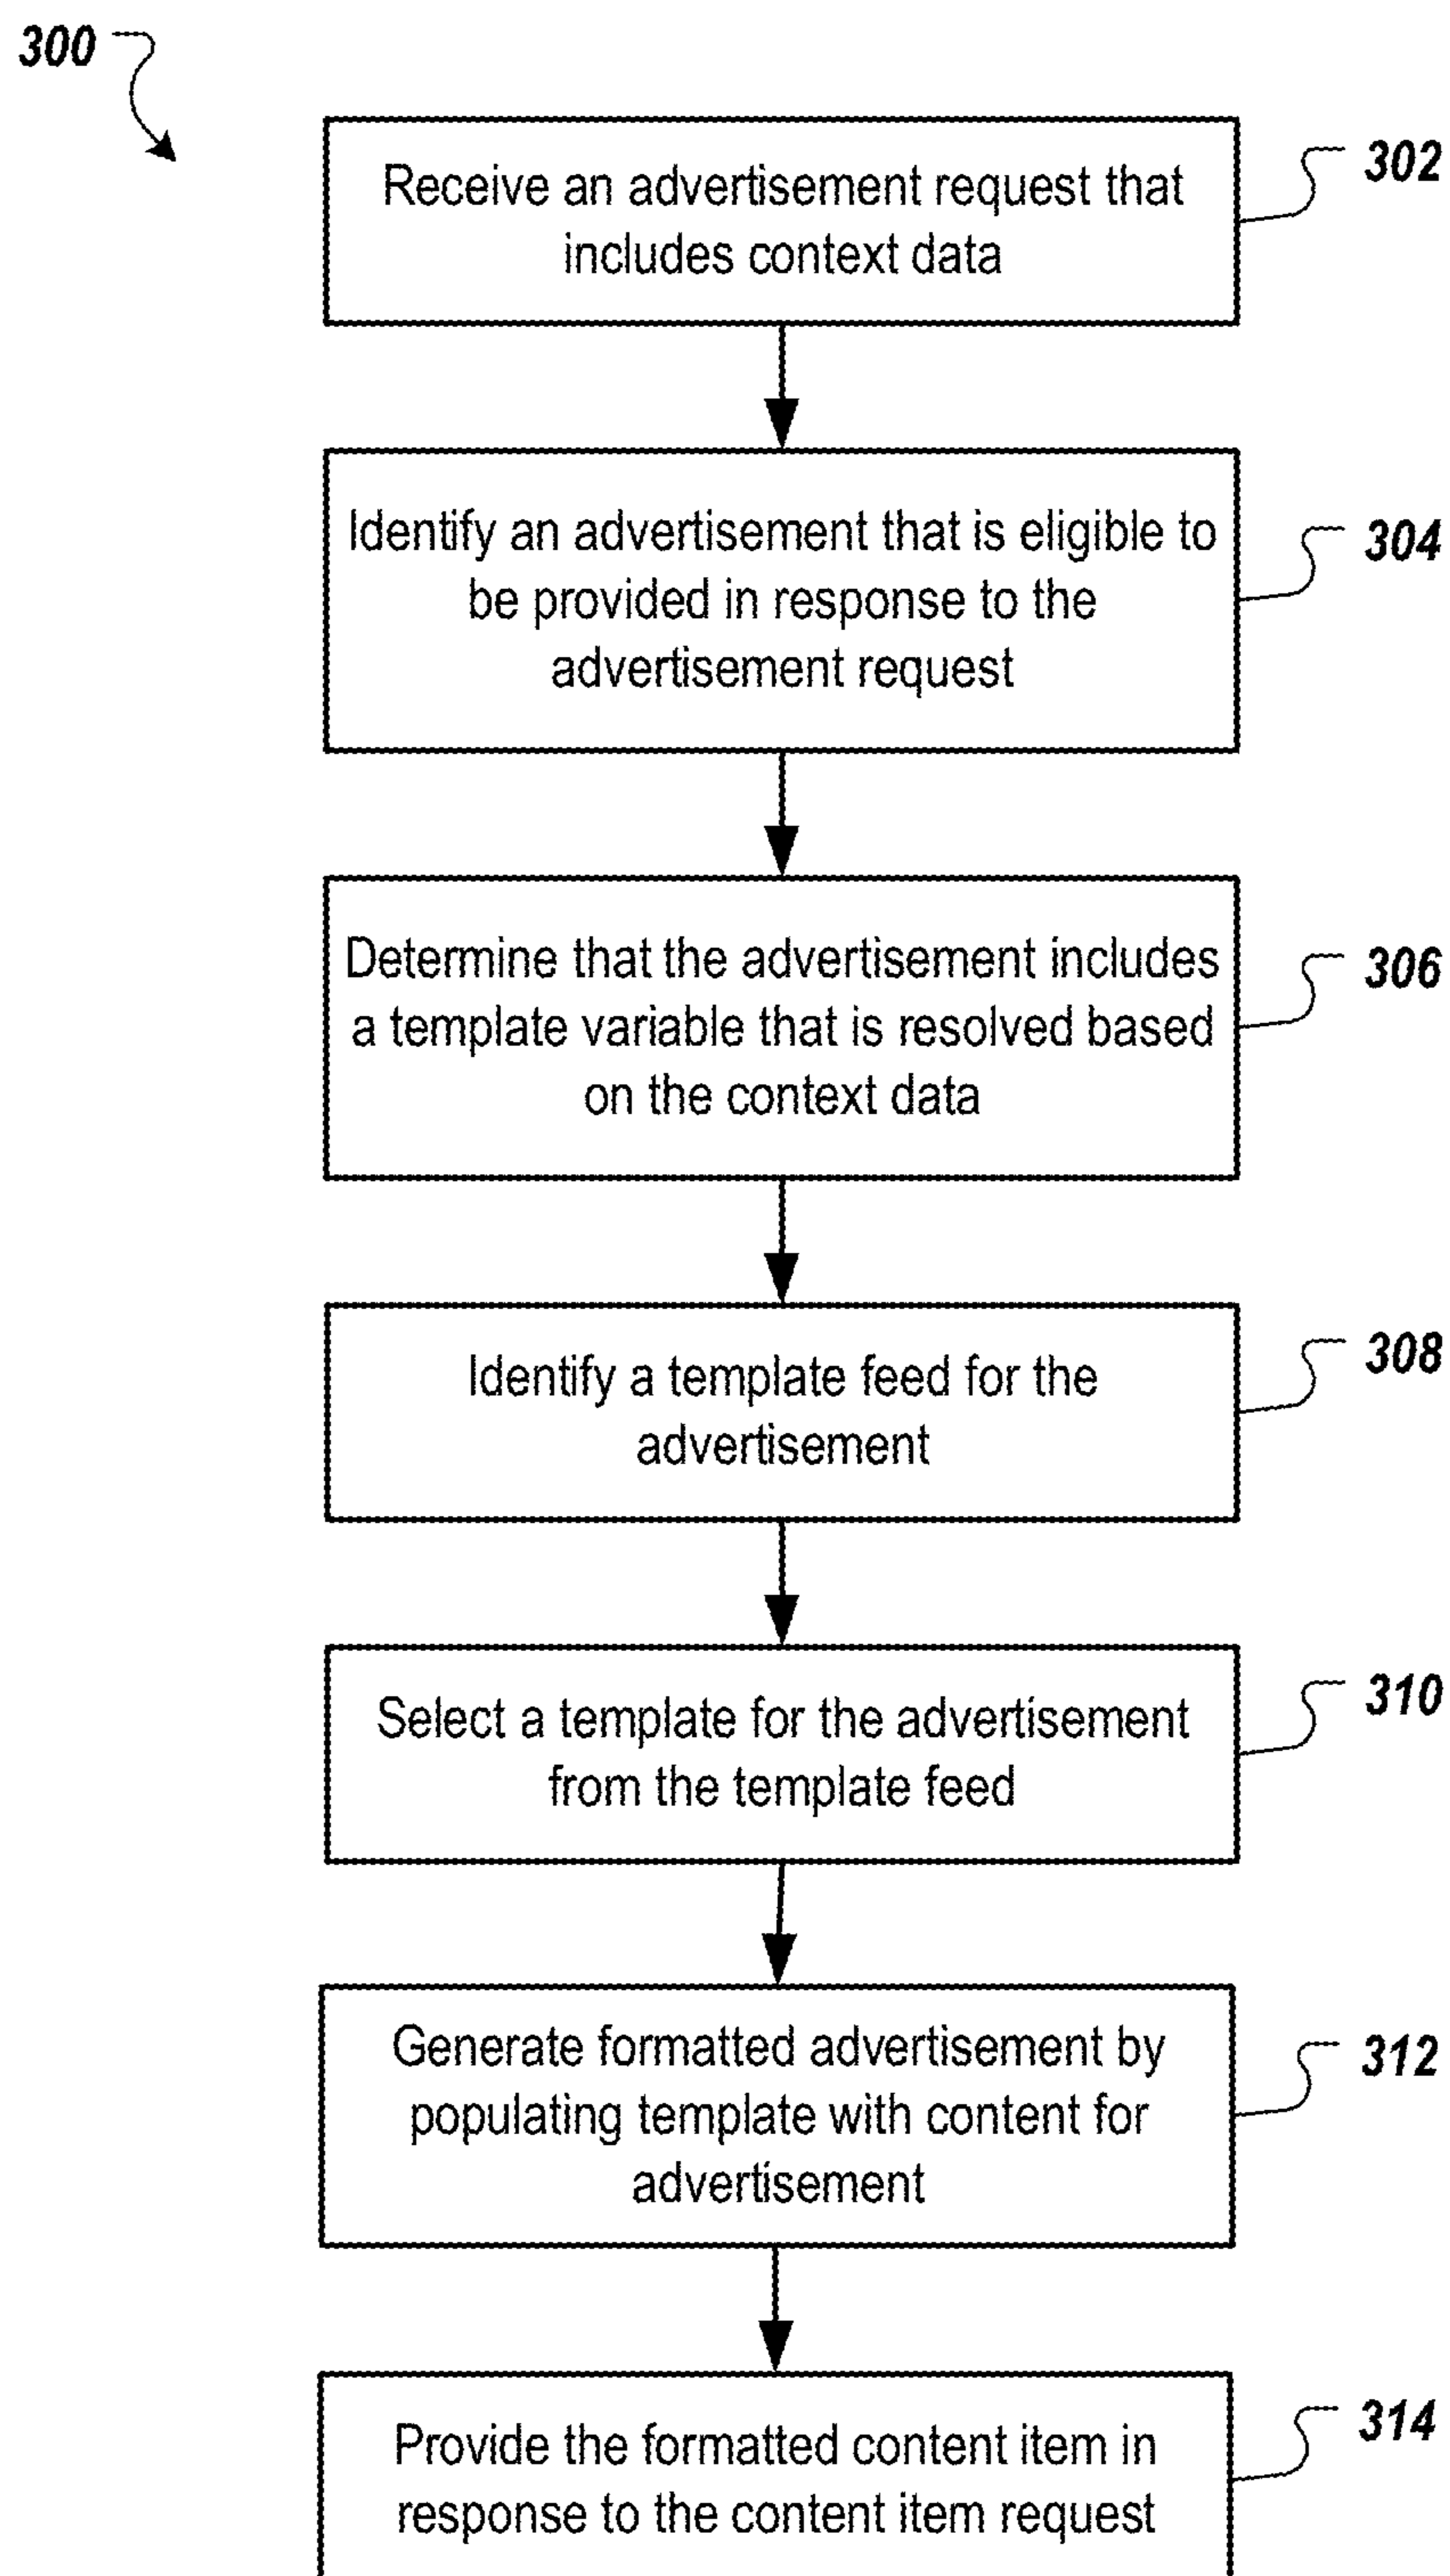 300
Receive an advertisement request that
includes context data
302
Identify an advertisement that is eligible to
be provided in response to the
advertisement request
304
Determine that the advertisement includes
a template variable that is resolved based
on the context data
306
Identify a template feed for the
advertisement
308
Select a template for the advertisement
from the template feed
310
Generate formatted advertisement by
populating template with content for
advertisement
312
Provide the formatted content item in
response to the content item request
314